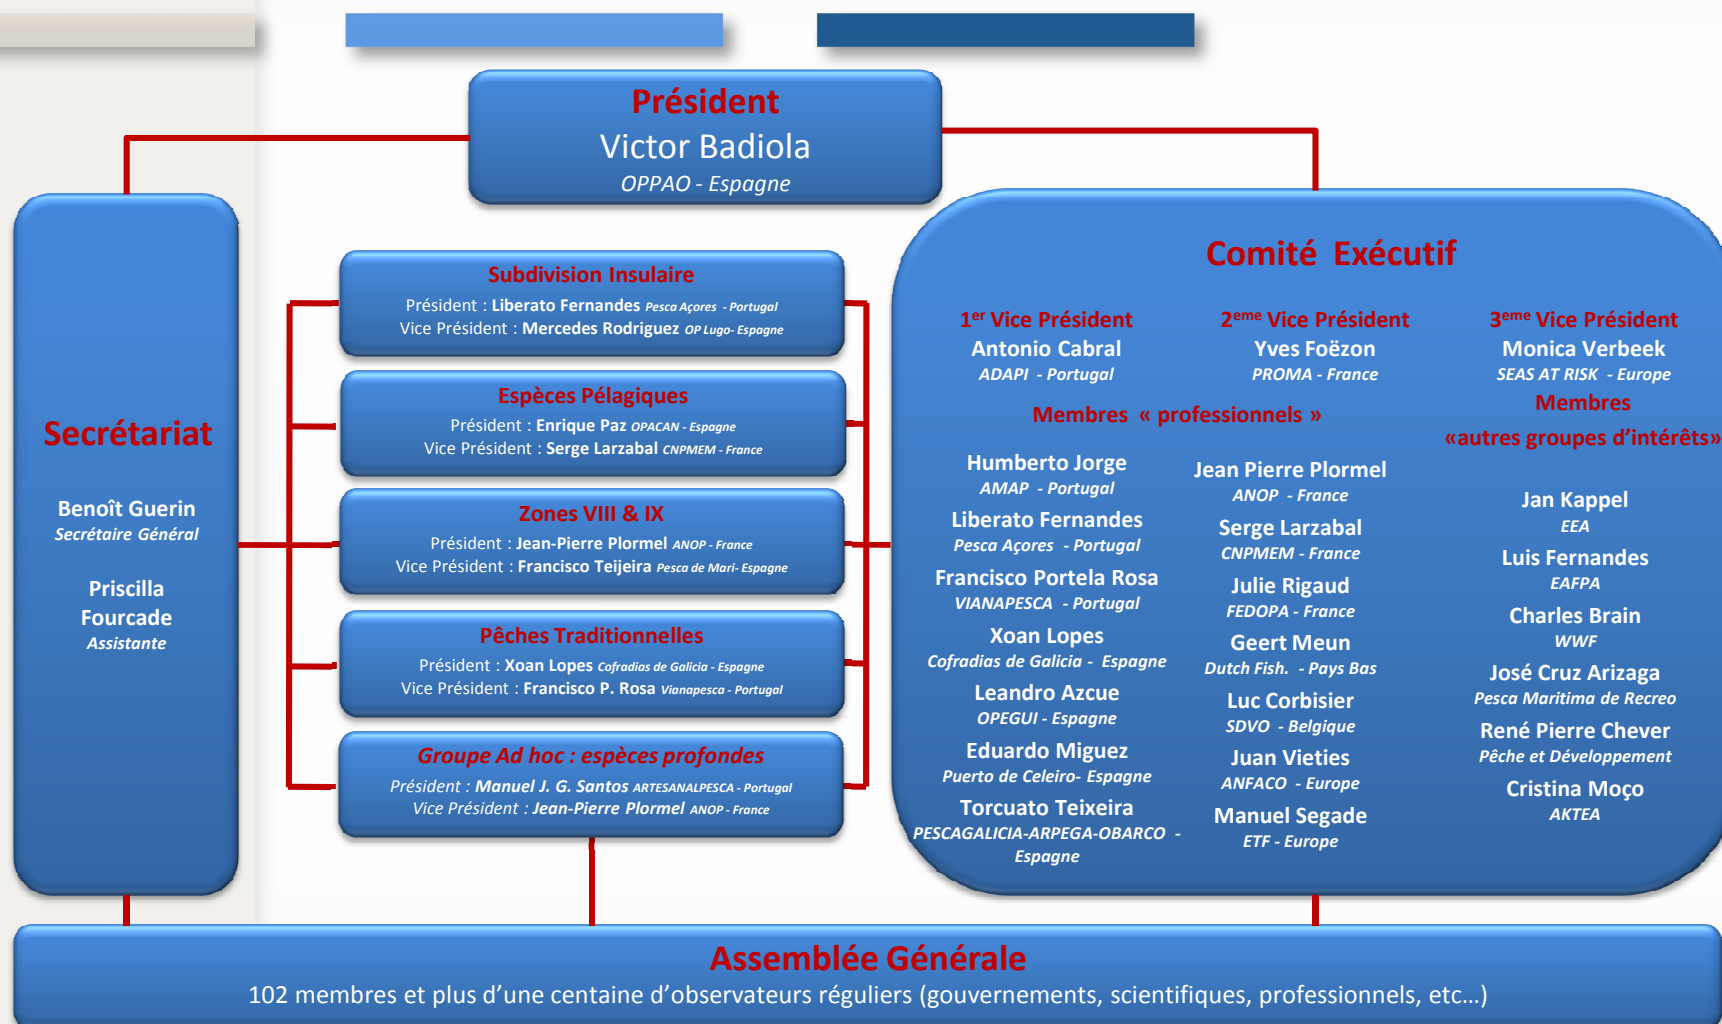 Président
Victor Badiola
OPPAO - Espagne
Secrétariat
Benoît Guerin
Secrétaire Général
Priscilla
Fourcade
Assistante
Subdivision Insulaire
Président : Liberato Fernandes Pesca Açores - Portugal
Vice Président : Mercedes Rodriguez OP Lugo- Espagne
Espèces Pélagiques
Président : Enrique Paz OPACAN - Espagne
Vice Président : Serge Larzabal CNPMEM - France
Zones VIII & IX
Président : Jean-Pierre Plormel ANOP - France
Vice Président : Francisco Teijeira Pesca de Mari- Espagne
Pêches Traditionnelles
Président : Xoan Lopes Cofradias de Galicia - Espagne
Vice Président : Francisco P. Rosa Vianapesca - Portugal
Groupe Ad hoc : espèces profondes
Président : Manuel J. G. Santos ARTESANALPESCA - Portugal
Vice Président : Jean-Pierre Plormel ANOP - France
Comité Exécutif
1er Vice Président
Antonio Cabral
ADAPI - Portugal
2eme Vice Président
Yves Foëzon
PROMA - France
3eme Vice Président
Monica Verbeek
SEAS AT RISK - Europe
Membres « professionnels »
Humberto Jorge
AMAP - Portugal
Liberato Fernandes
Pesca Açores - Portugal
Francisco Portela Rosa
VIANAPESCA - Portugal
Xoan Lopes
Cofradias de Galicia - Espagne
Leandro Azcue
OPEGUI - Espagne
Eduardo Miguez
Puerto de Celeiro- Espagne
Torcuato Teixeira
PESCAGALICIA-ARPEGA-OBARCO -
Espagne
Jean Pierre Plormel
ANOP - France
Serge Larzabal
CNPMEM - France
Julie Rigaud
FEDOPA - France
Geert Meun
Dutch Fish. - Pays Bas
Luc Corbisier
SDVO - Belgique
Juan Vieties
ANFACO - Europe
Manuel Segade
ETF - Europe
Membres
«autres groupes d'intérêts»
Jan Kappel
EEA
Luis Fernandes
EAFPA
Charles Brain
WWF
José Cruz Arizaga
Pesca Maritima de Recreo
René Pierre Chever
Pêche et Développement
Cristina Moço
AKTEA
Assemblée Générale
102 membres et plus d'une centaine d'observateurs réguliers (gouvernements, scientifiques, professionnels, etc…)